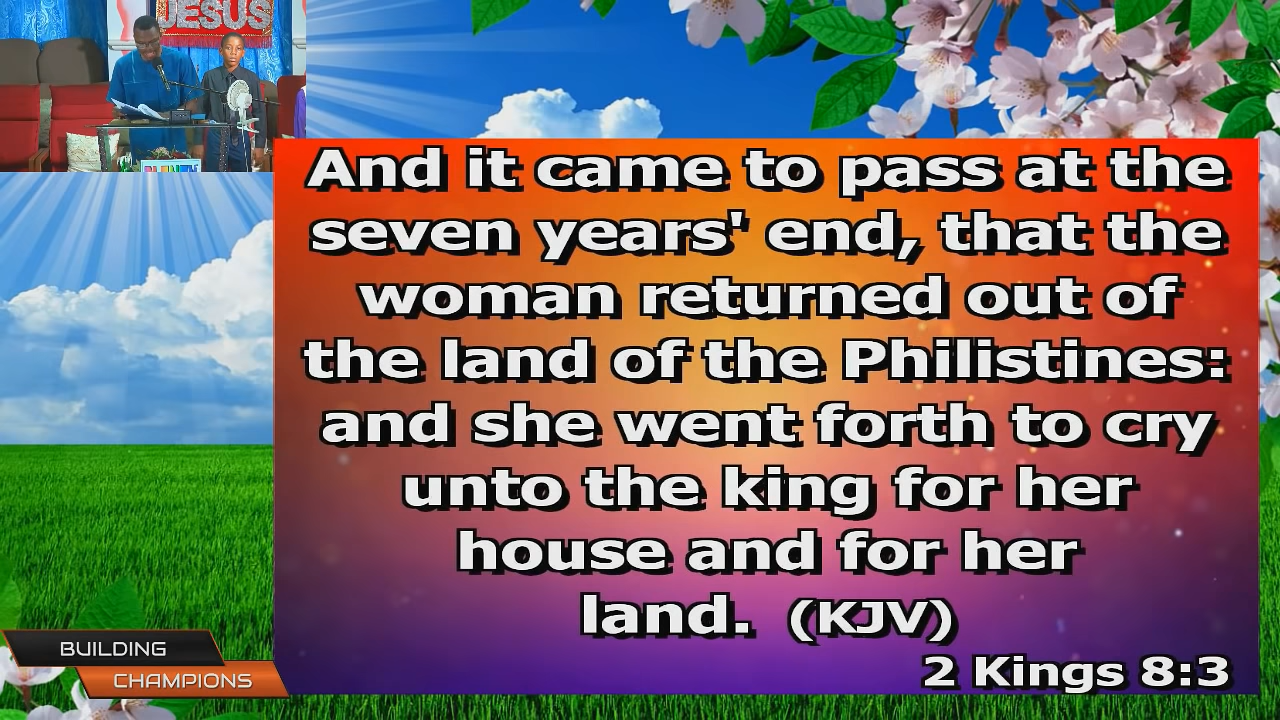 JESUS
And it came to pass at the
seven years' end, that the
woman returned out of
the land of the Philistines:
and she went forth to cry
unto the king for her
house and for her
land. (KJV)
2 Kings 8:3
BUILDING
CHAMPIONS